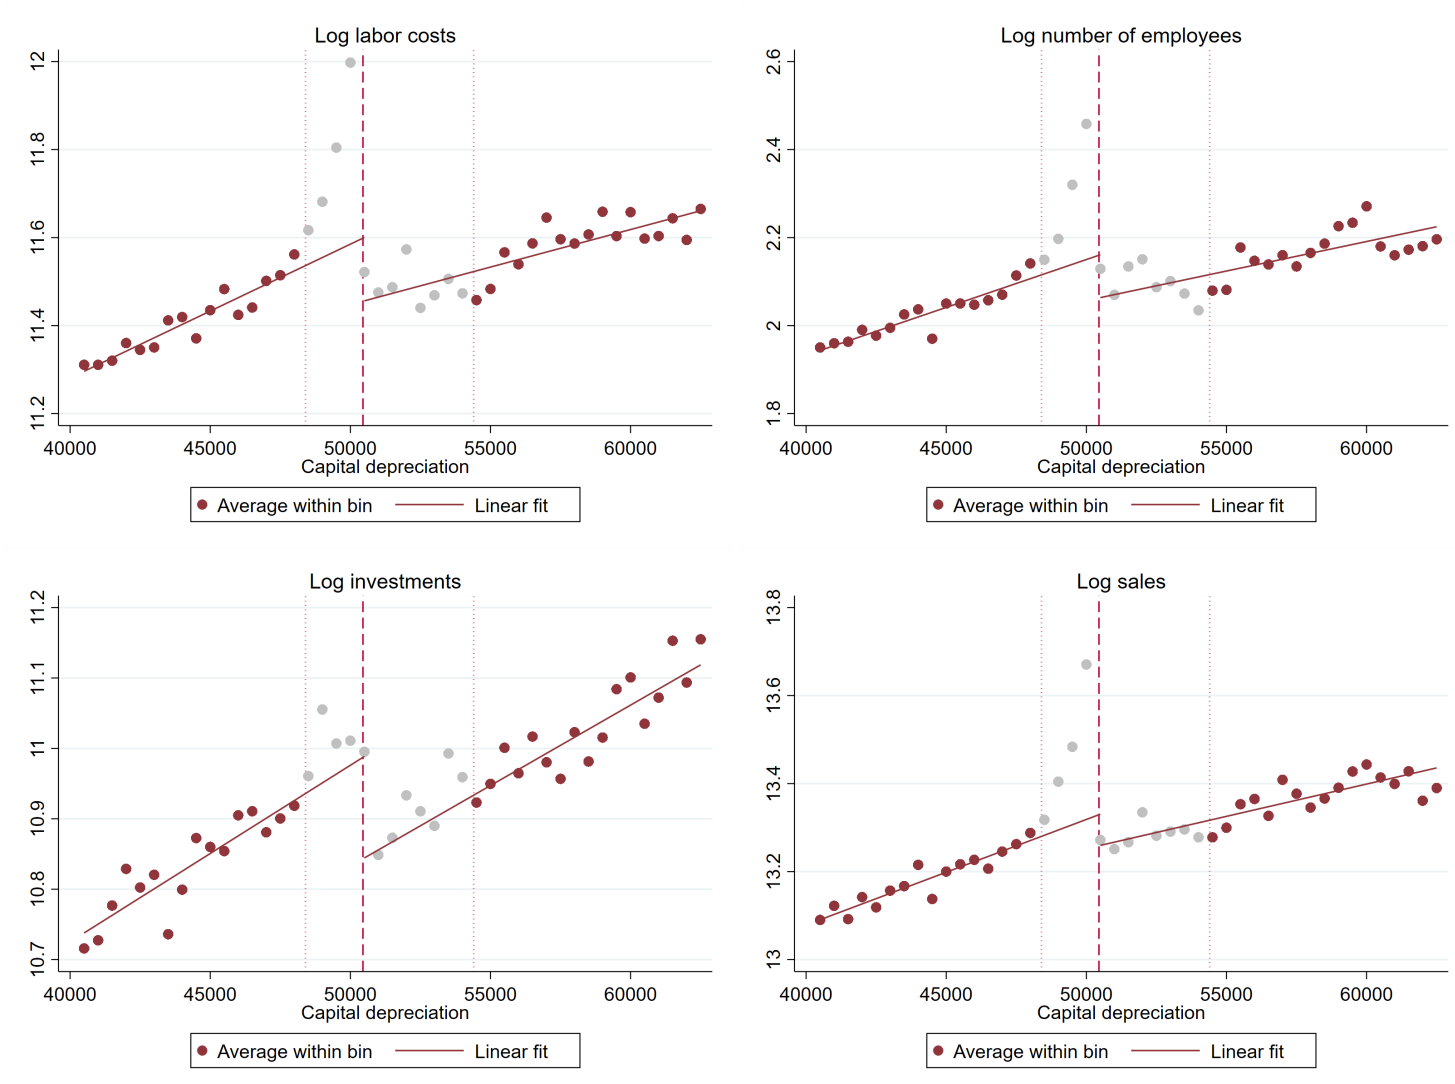 Log labor costs
12
11.8
11.6
11.4
11.2
40000 45000 50000 55000 60000
Capital depreciation
Average within bin Linear fit
Log number of employees
2.6
2.4
2.2
2
1.8
40000 45000 50000 55000 60000
Capital depreciation
Average within bin Linear fit
Log investments
11.2
11.1
11
10.9
10.8
10.7
40000 45000 50000 55000 60000
Capital depreciation
Average within bin Linear fit
Log sales
13.8
13.6
13.4
13.2
13
40000 45000 50000 55000 60000
Capital depreciation
Average within bin Linear fit